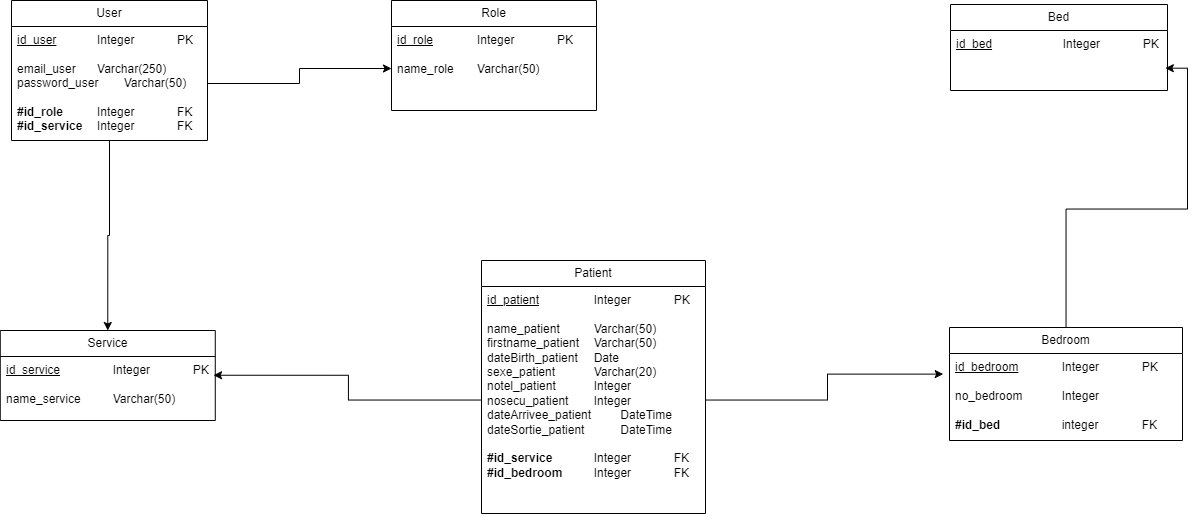 User
id_user Integer PK
email_user Varchar(250)
password_user Varchar(50)
#id_role Integer FK
#id_service Integer FK
Role
id_role Integer PK
name_role Varchar(50)
Bed
id_bed Integer PK
Service
id_service Integer PK
name_service Varchar(50)
Patient
id_patient Integer PK
name_patient Varchar(50)
firstname_patient Varchar(50)
dateBirth_patient Date
sexe_patient Varchar(20)
notel_patient Integer
nosecu_patient Integer
dateArrivee_patient DateTime
dateSortie_patient DateTime
#id_service Integer FK
#id_bedroom Integer FK
Bedroom
id_bedroom Integer PK
no_bedroom Integer
#id_bed integer FK